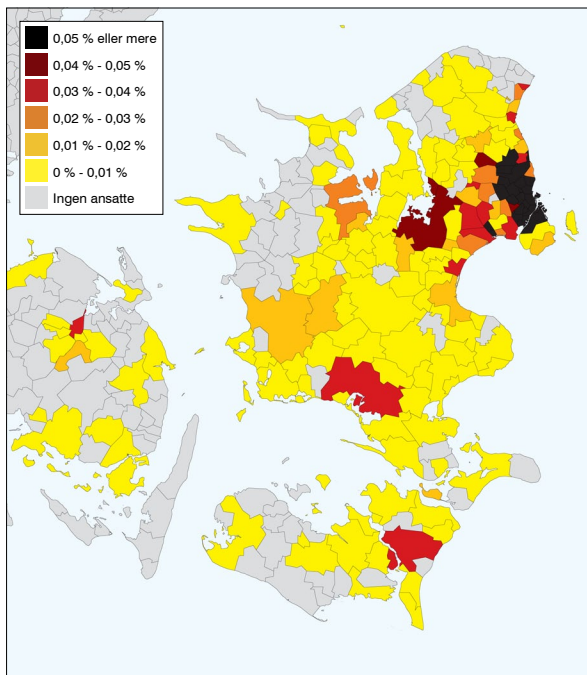 0,05 % eller mere
0,04 % - 0,05 %
0,03 % - 0,04 %
0,02 % - 0,03 %
0,01 % - 0,02 %
0 % - 0,01 %
Ingen ansatte